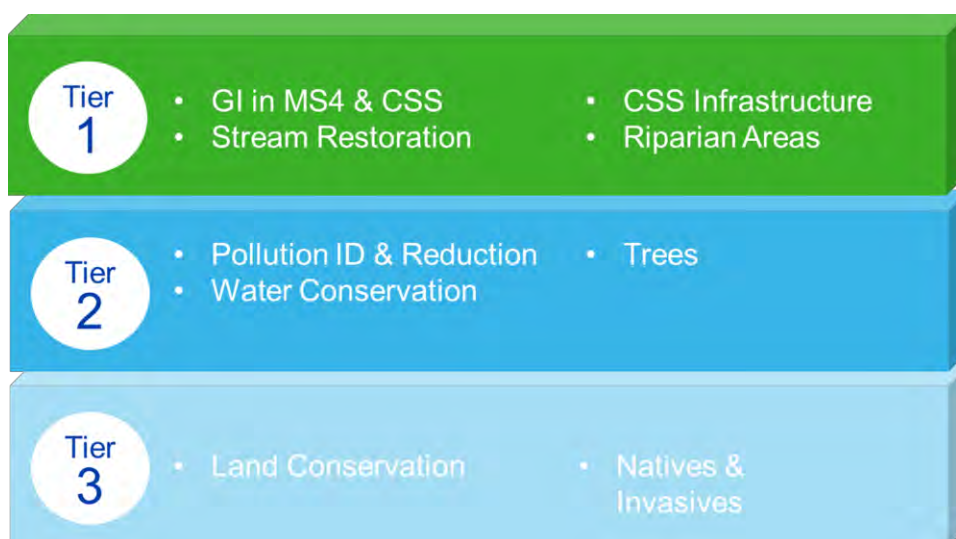 Tier
1
• GI in MS4 & CSS
• Stream Restoration
• CSS Infrastructure
• Riparian Areas
Tier
2
• Pollution ID & Reduction
• Water Conservation
• Trees
Tier
3
• Land Conservation
• Natives &
Invasives